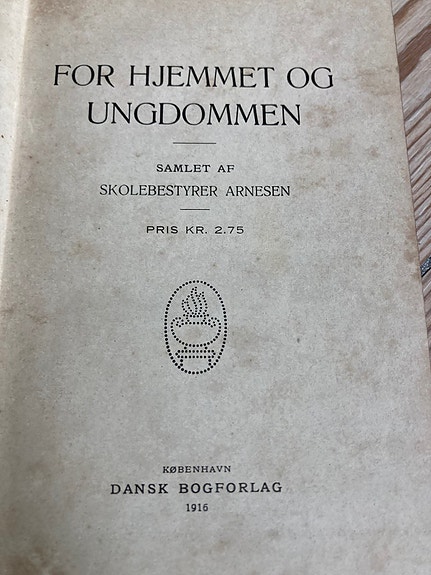 FOR HJEMMET OG
UNGDOMMEN
SAMLET AF
SKOLEBESTYRER ARNESEN
PRIS KR. 2.75
KØBENHAVN
DANSK BOGFORLAG
1916